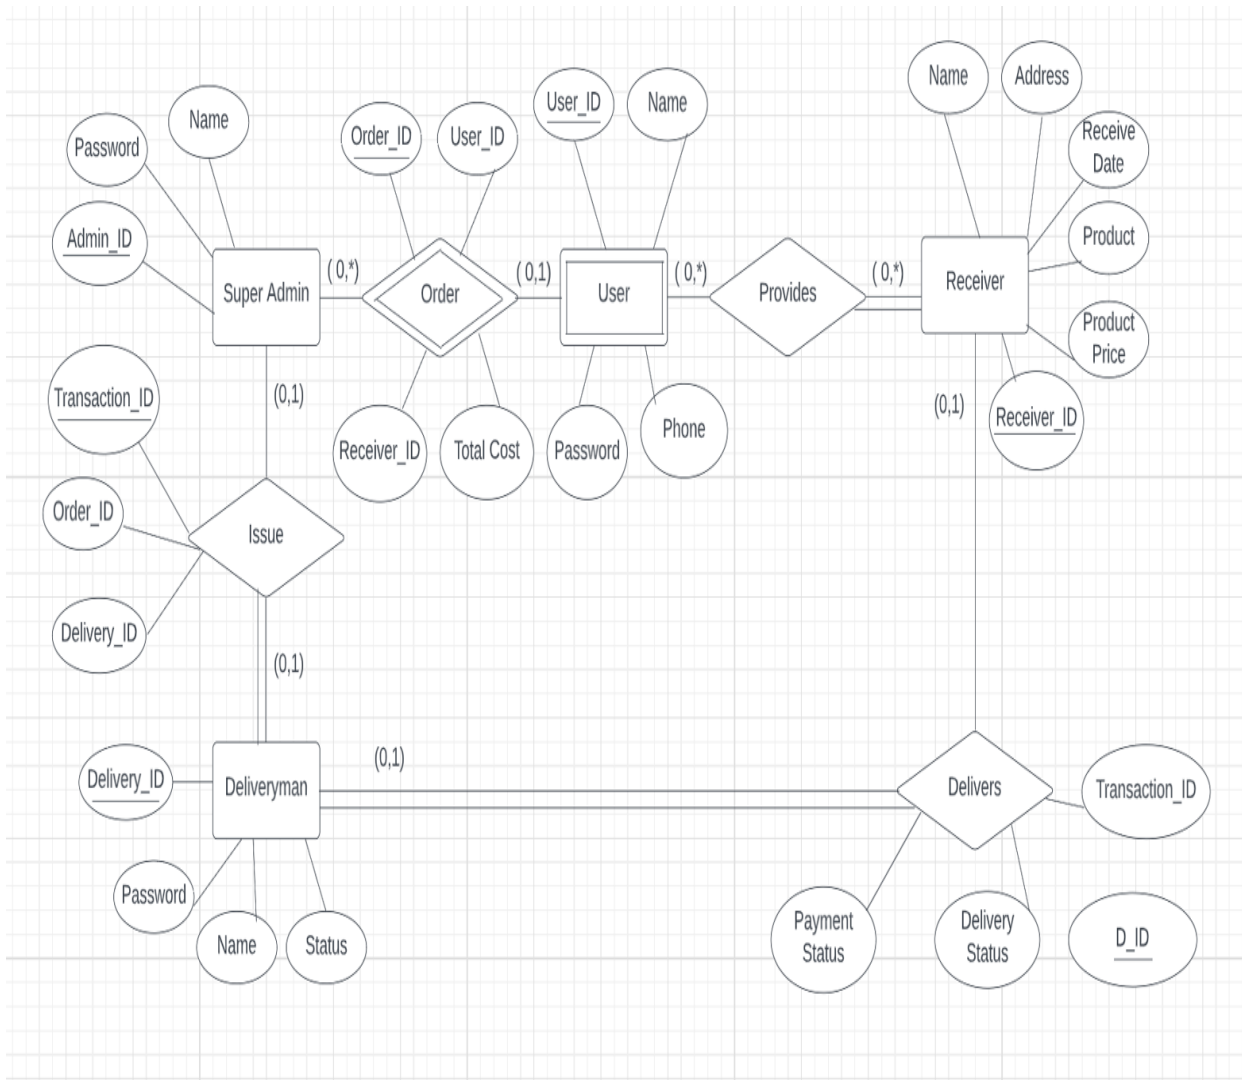 Name
Address
User_ID
Name
Name
Password
Order_ID
User_ID
Receive
Date
Admin_ID
Product
( 0,*)
( 0,1)
( 0,*)
( 0,*)
Super Admin
Order
User
Provides
Receiver
Product
Price
Transaction_ID
(0,1)
(0,1)
Receiver_ID
Receiver_ID
Total Cost
Password
Phone
Order_ID
Issue
Delivery_ID
(0,1)
(0,1)
Delivery_ID
Deliveryman
Delivers
Transaction_ID
Password
Name
Status
Payment
Status
Delivery
Status
D_ID